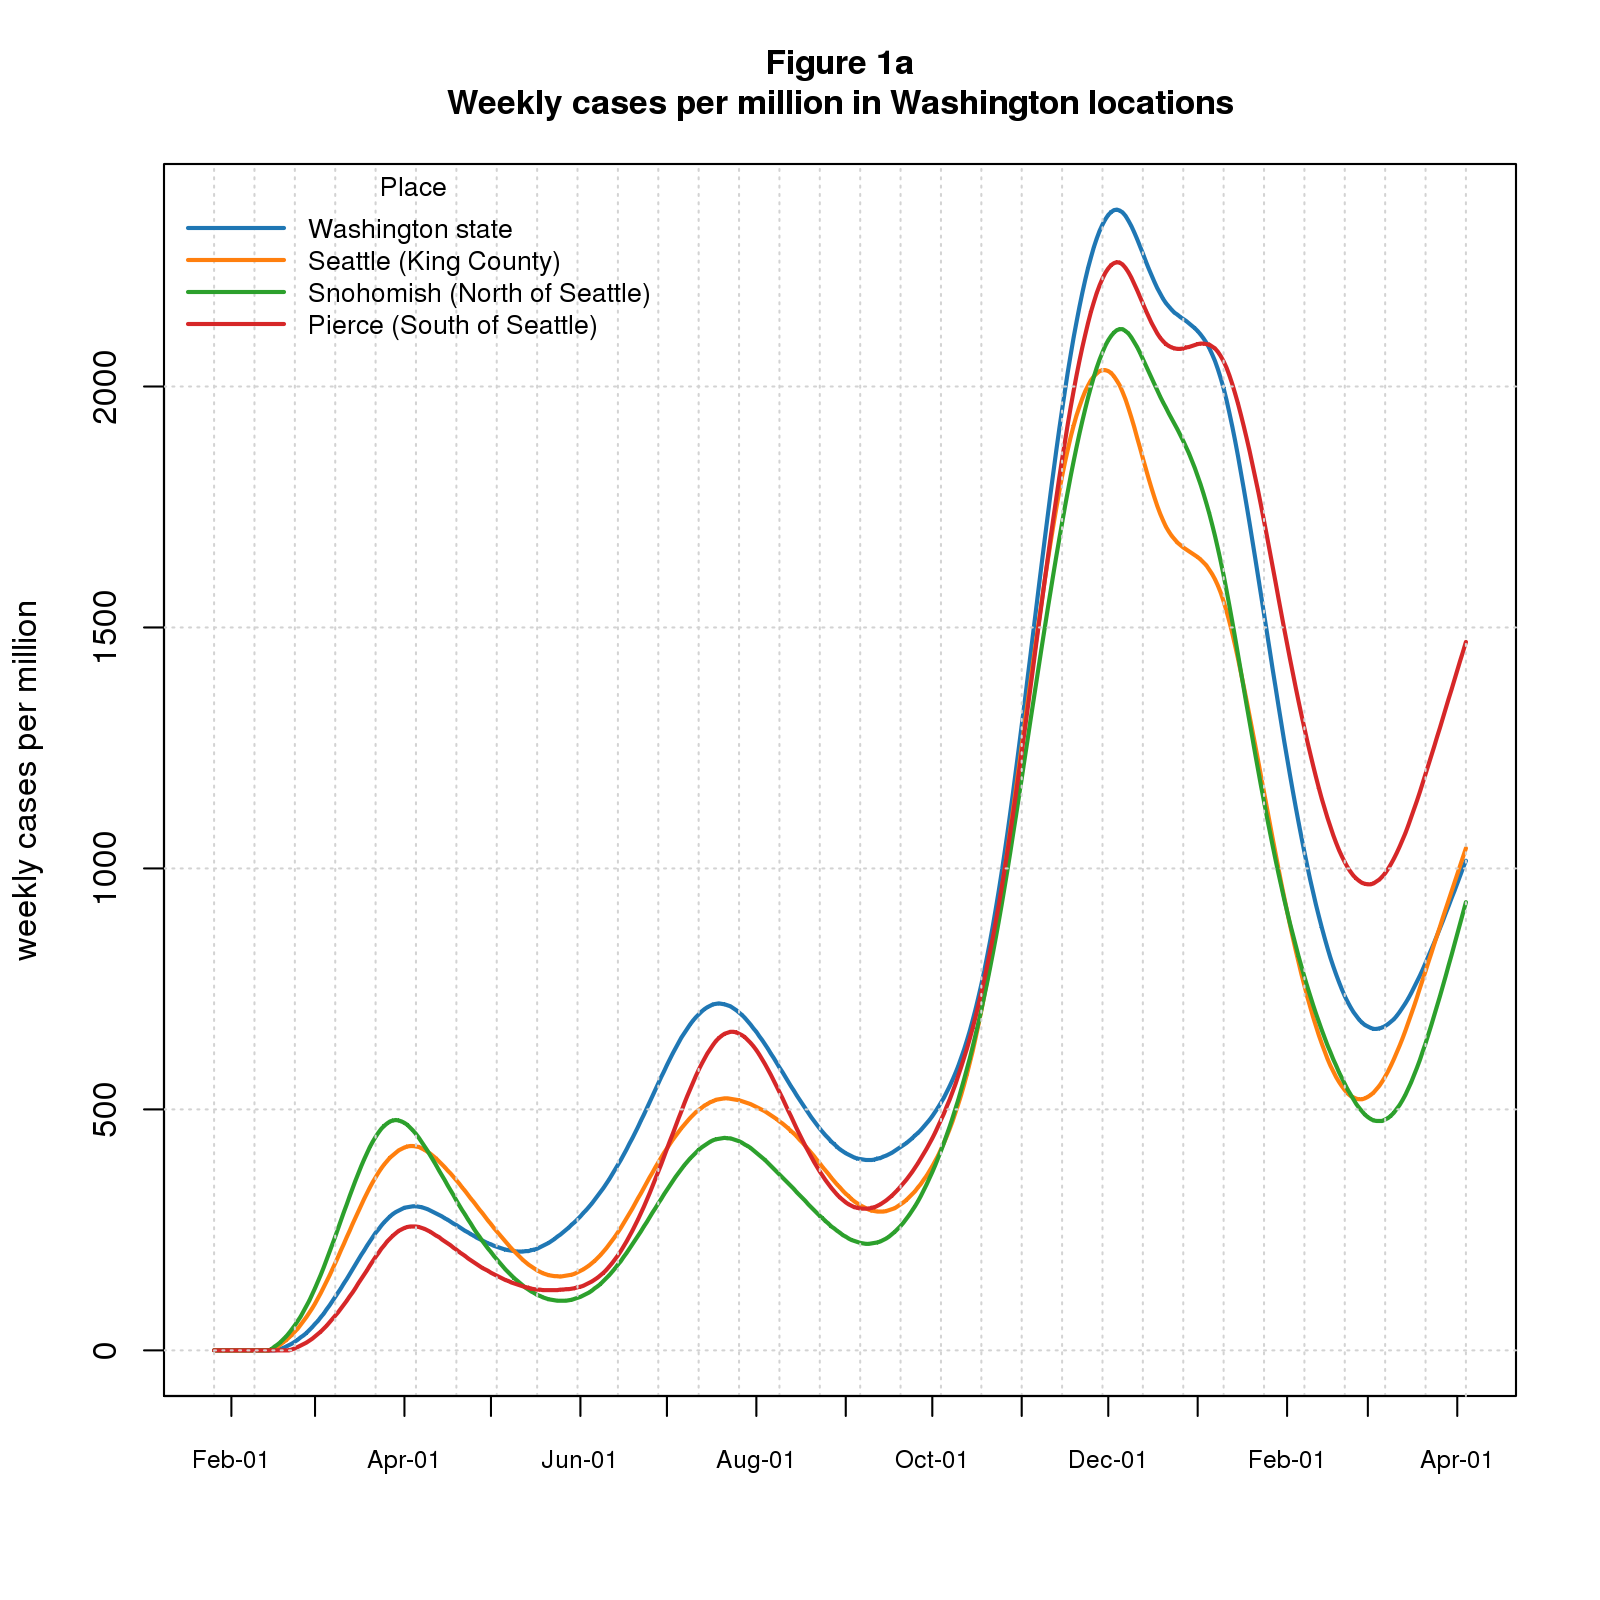 Figure 1a
Weekly cases per million in Washington locations
Place
Washington state
Seattle (King County)
Snohomish (North of Seattle)
Pierce (South of Seattle)
weekly cases per million
2000
1500
1000
500
0
Feb-01 Apr-01 Jun-01 Aug-01 Oct-01 Dec-01 Feb-01 Apr-01